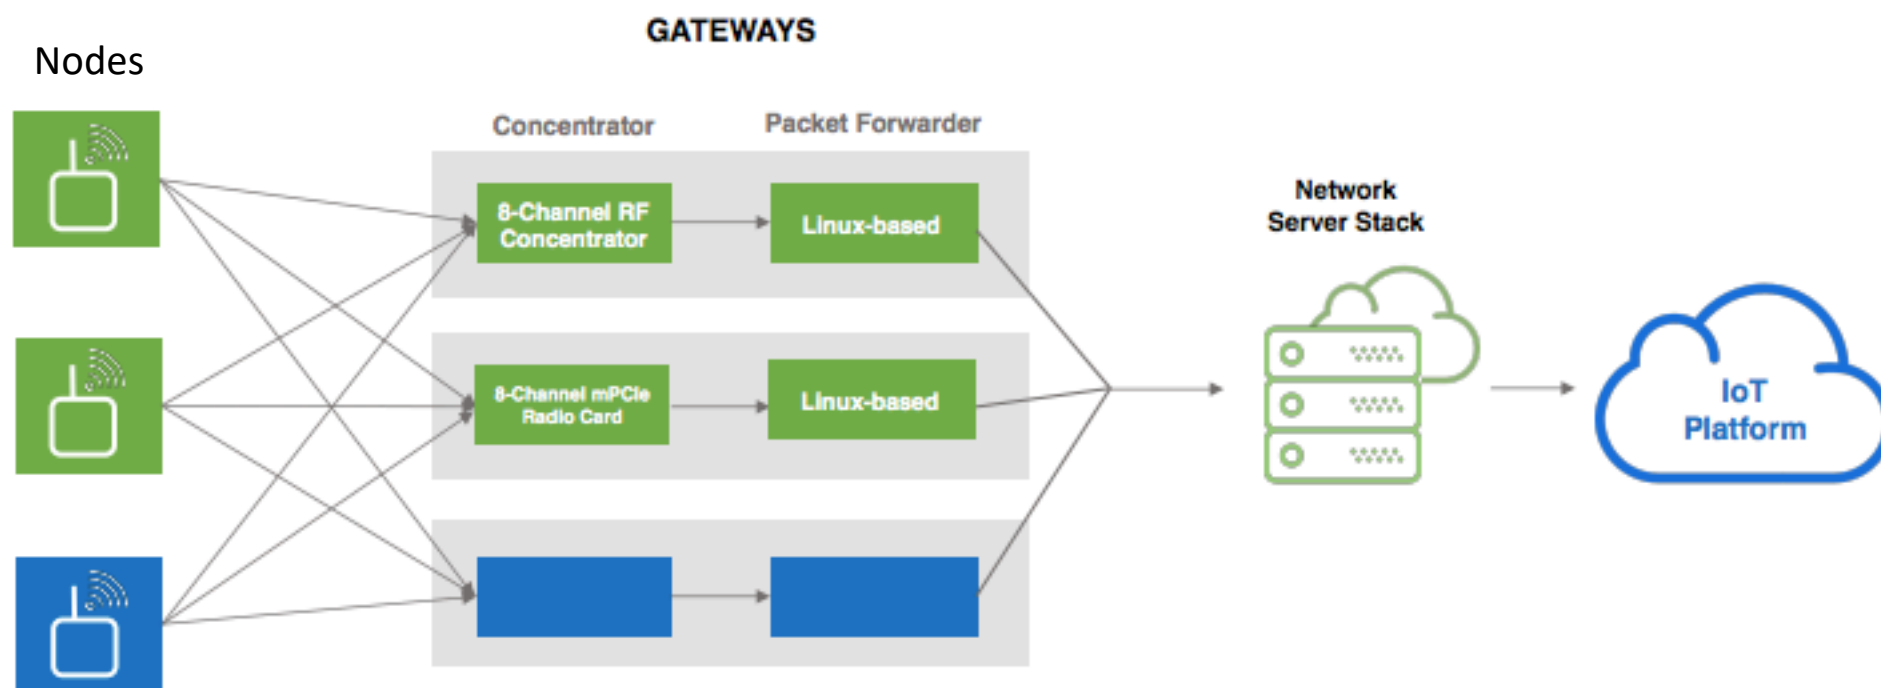 GATEWAYS
Nodes
Concentrator
Packet Forwarder
8-Channel RF
Concentrator
Linux-based
Network
Server Stack
8-Channel mPCIe
Radio Card
Linux-based
IoT
Platform